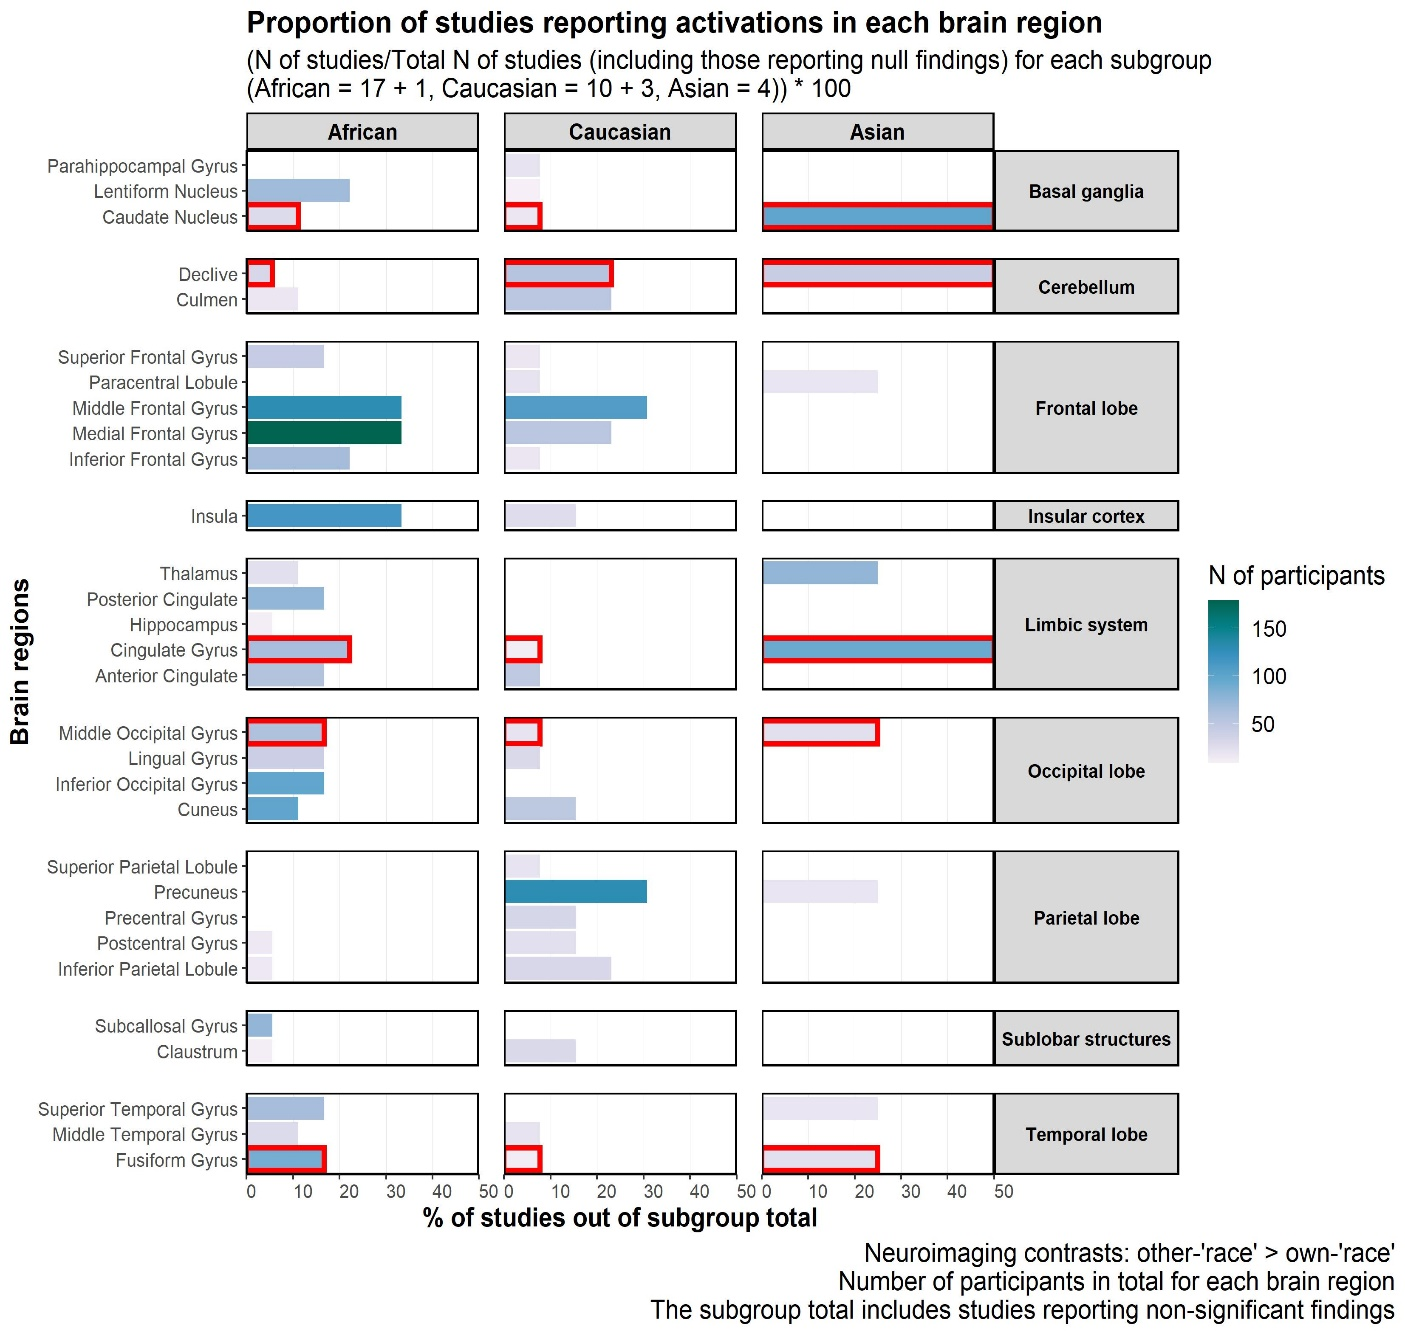 Proportion of studies reporting activations in each brain region
(N of studies/Total N of studies (including those reporting null findings) for each subgroup
(African = 17 + 1, Caucasian = 10 + 3, Asian = 4)) * 100
African
Caucasian
Asian
Parahippocampal Gyrus
Lentiform Nucleus
Caudate Nucleus
Basal ganglia
Declive
Culmen
Cerebellum
Superior Frontal Gyrus
Paracentral Lobule
Middle Frontal Gyrus
Medial Frontal Gyrus
Inferior Frontal Gyrus
Frontal lobe
Insula
Insular cortex
Thalamus
Posterior Cingulate
Hippocampus
Cingulate Gyrus
Anterior Cingulate
Limbic system
Middle Occipital Gyrus
Lingual Gyrus
Inferior Occipital Gyrus
Cuneus
Occipital lobe
Superior Parietal Lobule
Precuneus
Precentral Gyrus
Postcentral Gyrus
Inferior Parietal Lobule
Parietal lobe
Subcallosal Gyrus
Claustrum
Sublobar structures
Superior Temporal Gyrus
Middle Temporal Gyrus
Fusiform Gyrus
Temporal lobe
0 10 20 30 40 50 0 10 20 30 40 50 0 10 20 30 40 50
% of studies out of subgroup total
Brain regions
N of participants
150
100
50
Neuroimaging contrasts: other-'race' > own-'race'
Number of participants in total for each brain region
The subgroup total includes studies reporting non-significant findings